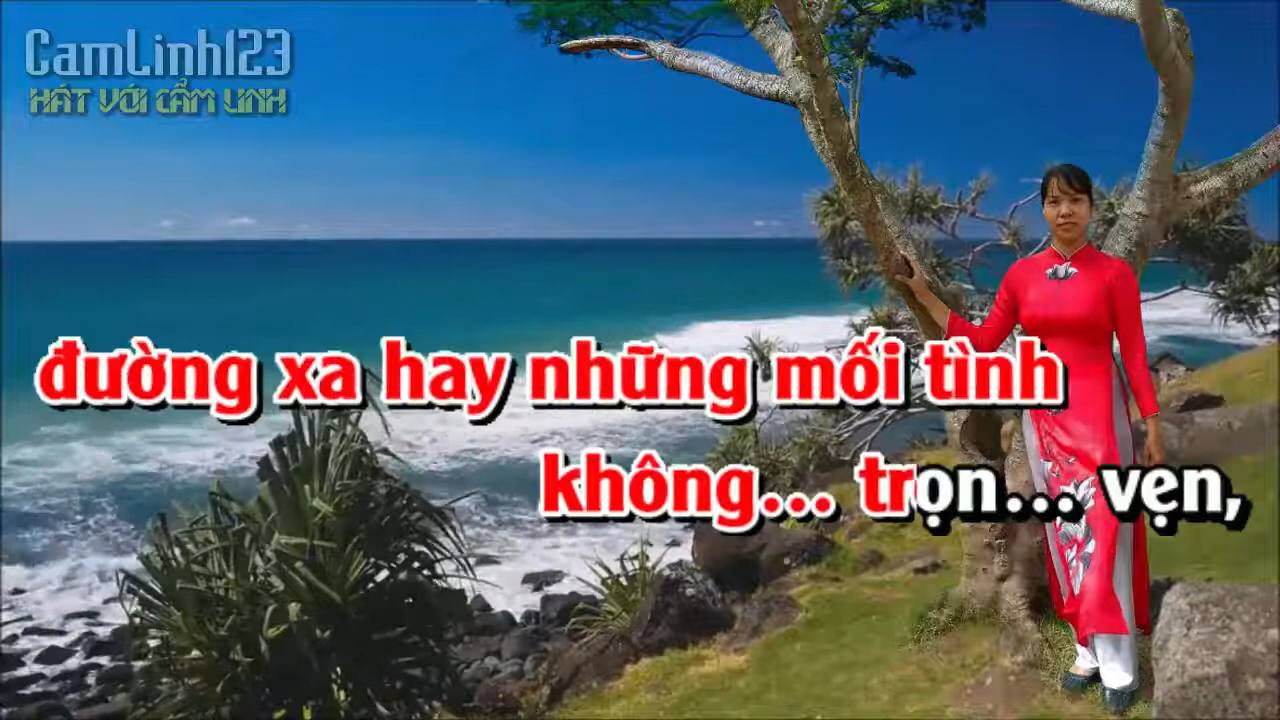 CamLinh123
HÁT VỚI CẨM LINH
đường xa hay những mối tình
không... trọn... vẹn,